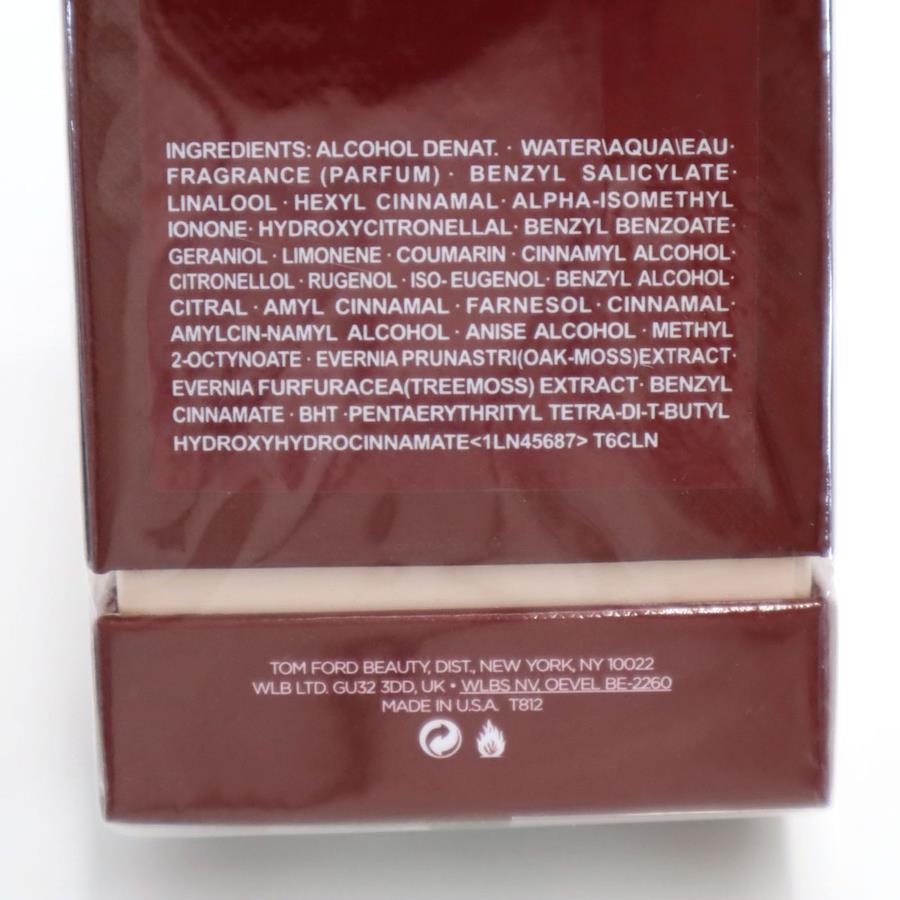 INGREDIENTS: ALCOHOL DENAT. · WATER\AQUA\EAU·
FRAGRANCE (PARFUM) · BENZYL SALICYLATE·
LINALOOL · HEXYL CINNAMAL · ALPHA-ISOMETHYL
IONONE· HYDROXYCITRONELLAL· BENZYL BENZOATE·
GERANIOL · LIMONENE · COUMARIN · CINNAMYL ALCOHOL·
CITRONELLOL · RUGENOL · ISO-EUGENOL· BENZYL ALCOHOL·
CITRAL · AMYL CINNAMAL · FARNESOL · CINNAMAL·
AMYLCIN-NAMYL ALCOHOL · ANISE ALCOHOL · METHYL
2-OCTYNOATE · EVERNIA PRUNASTRI(OAK-MOSS)EXTRACT·
EVERNIA FURFURACEA(TREEMOSS) EXTRACT· BENZYL
CINNAMATE · BHT ·PENTAERYTHRITYL TETRA-DI-T-BUTYL
HYDROXYHYDROCINNAMATE<1LN45687> T6CLN
TOM FORD BEAUTY, DIST., NEW YORK, NY 10022
WLB LTD. GU32 3DD, UK • WLBS NV, OEVEL BE-2260
MADE IN U.S.A. T812